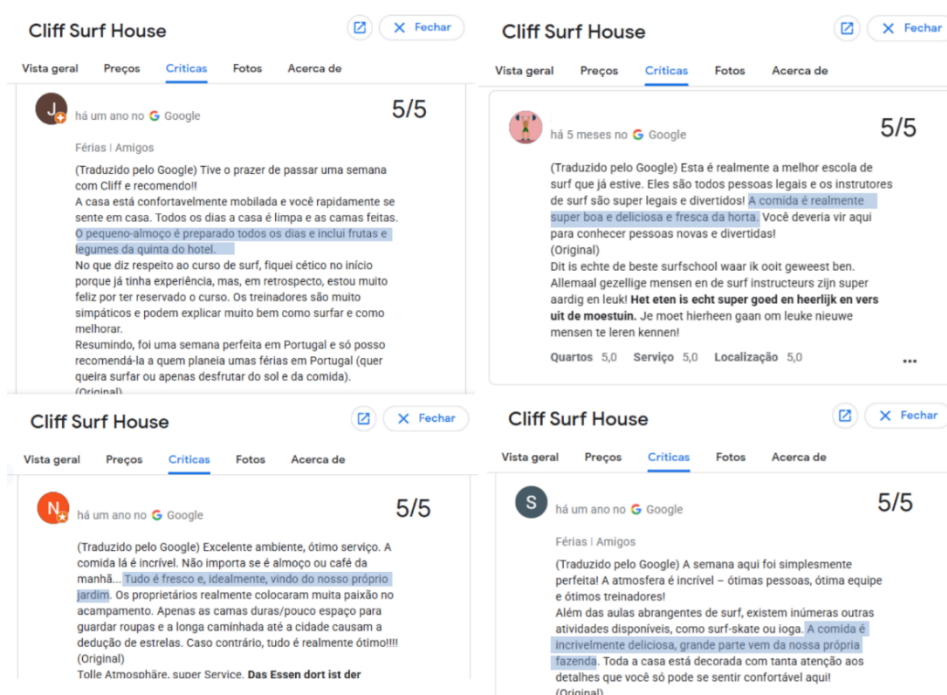 Cliff Surf House
Fechar
Vista geral Preços Críticas Fotos Acerca de
J
há um ano no G Google
5/5
Férias | Amigos
(Traduzido pelo Google) Tive o prazer de passar uma semana
com Cliff e recomendo!!
A casa está confortavelmente mobilada e você rapidamente se
sente em casa. Todos os dias a casa é limpa e as camas feitas.
O pequeno-almoço é preparado todos os dias e inclui frutas e
legumes da quinta do hotel.
No que diz respeito ao curso de surf, fiquei cético no início
porque já tinha experiência, mas, em retrospecto, estou muito
feliz por ter reservado o curso. Os treinadores são muito
simpáticos e podem explicar muito bem como surfar e como
melhorar.
Resumindo, foi uma semana perfeita em Portugal e só posso
recomendá-la a quem planeia umas férias em Portugal (quer
queira surfar ou apenas desfrutar do sol e da comida).
(Original)
Cliff Surf House
Fechar
Vista geral Preços Críticas Fotos Acerca de
há 5 meses no G Google
5/5
(Traduzido pelo Google) Esta é realmente a melhor escola de
surf que já estive. Eles são todos pessoas legais e os instrutores
de surf são super legais e divertidos! A comida é realmente
super boa e deliciosa e fresca da horta. Você deveria vir aqui
para conhecer pessoas novas e divertidas!
(Original)
Dit is echte de beste surfschool waar ik ooit geweest ben.
Allemaal gezellige mensen en de surf instructeurs zijn super
aardig en leuk! Het eten is echt super goed en heerlijk en vers
uit de moestuin. Je moet hierheen gaan om leuke nieuwe
mensen te leren kennen!
Quartos 5,0 Serviço 5,0 Localização 5,0
Cliff Surf House
Fechar
Vista geral Preços Críticas Fotos Acerca de
N
há um ano no G Google
5/5
(Traduzido pelo Google) Excelente ambiente, ótimo serviço. A
comida lá é incrível. Não importa se é almoço ou café da
manhã... Tudo é fresco e, idealmente, vindo do nosso próprio
jardim. Os proprietários realmente colocaram muita paixão no
acampamento. Apenas as camas duras/pouco espaço para
guardar roupas e a longa caminhada até a cidade causam a
dedução de estrelas. Caso contrário, tudo é realmente ótimo!!!!
(Original)
Tolle Atmosphäre, super Service. Das Essen dort ist der
Cliff Surf House
Fechar
Vista geral Preços Críticas Fotos Acerca de
S
há um ano no G Google
5/5
Férias | Amigos
(Traduzido pelo Google) A semana aqui foi simplesmente
perfeita! A atmosfera é incrível – ótimas pessoas, ótima equipe
e ótimos treinadores!
Além das aulas abrangentes de surf, existem inúmeras outras
atividades disponíveis, como surf-skate ou ioga. A comida é
incrivelmente deliciosa, grande parte vem da nossa própria
fazenda. Toda a casa está decorada com tanta atenção aos
detalhes que você só pode se sentir confortável aqui!
(Original)